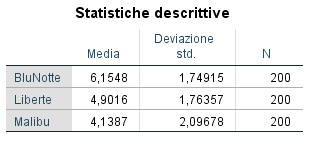 Statistiche descrittive
Media Deviazione std. N
BluNotte 6,1548 1,74915 200
Liberte 4,9016 1,76357 200
Malibu 4,1387 2,09678 200